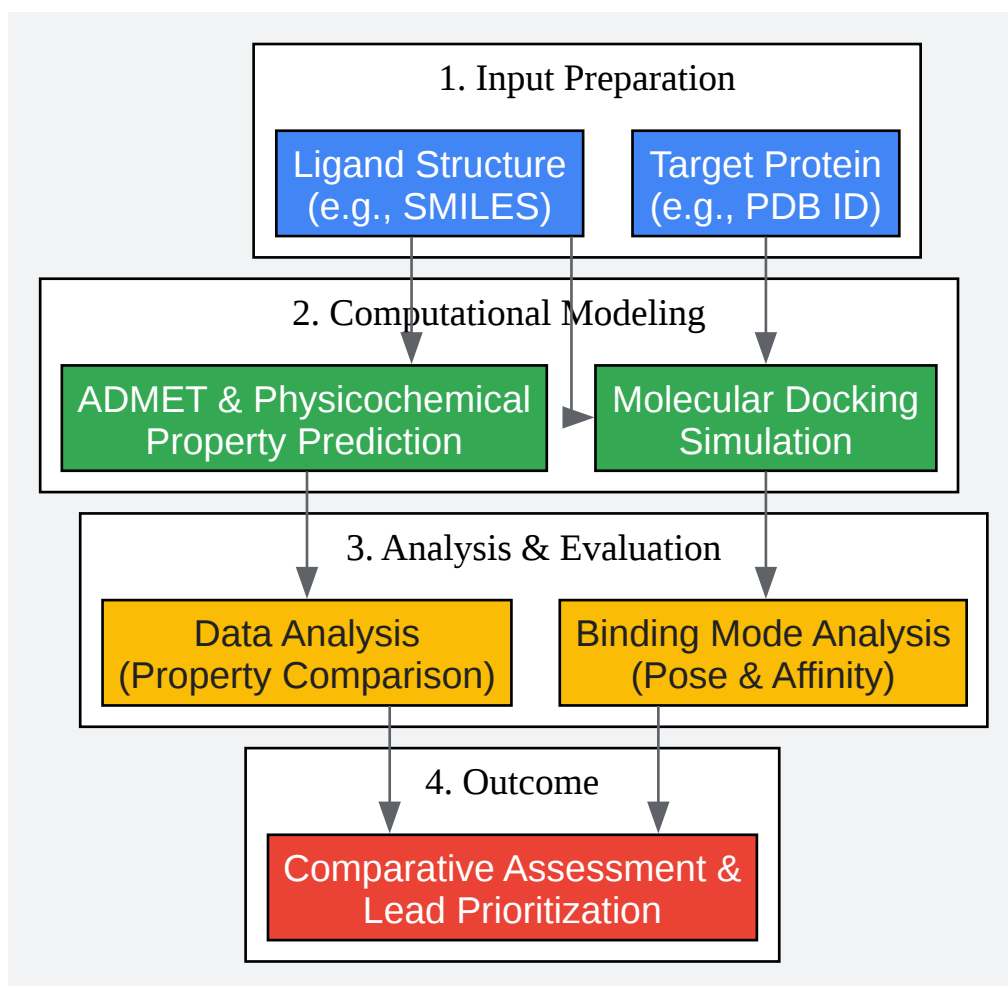 1. Input Preparation
Ligand Structure
(e.g., SMILES)
Target Protein
(e.g., PDB ID)
2. Computational Modeling
ADMET & Physicochemical
Property Prediction
Molecular Docking
Simulation
3. Analysis & Evaluation
Data Analysis
(Property Comparison)
Binding Mode Analysis
(Pose & Affinity)
4. Outcome
Comparative Assessment &
Lead Prioritization